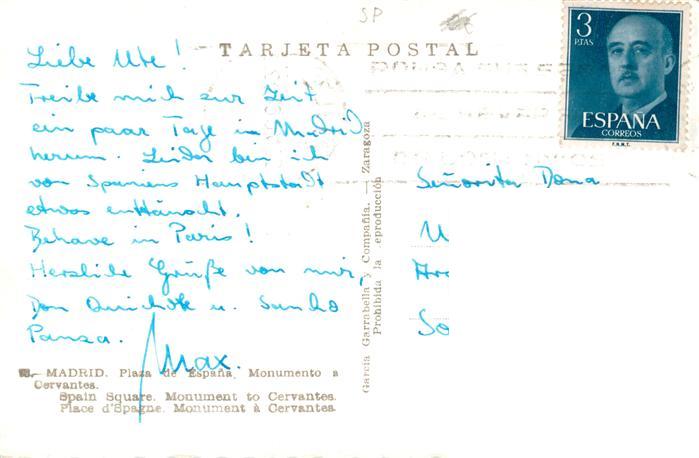 SP
TARJETA POSTAL
3
PTAS
ESPAÑA
CORREOS
F.N.M.T.
Liebe Ute!
Treibe mich zur Zeit
ein paar Tage in Madrid
herum. Leider bin ich
von Spaniens Hauptstadt
etwas enttäuscht.
Behave in Paris!
Herzliche Grüße von mir,
Don Quichote u. Sancho
Panza.
Max.
Señorita Dona
U
So
García Garrabella y Compañía. — Zaragoza
Prohibida la reproducción
MADRID. Plaza de España. Monumento a
Cervantes.
Spain Square. Monument to Cervantes.
Place d'Spagne. Monument à Cervantes.